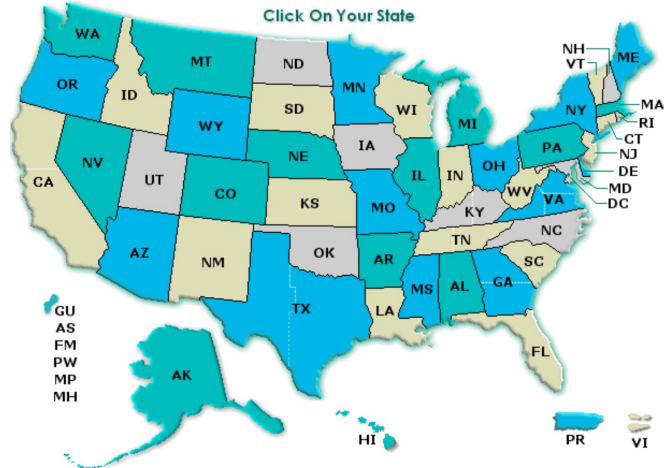 Click On Your State
WA
MT
ND
MN
ME
NH
VT
OR
ID
SD
WI
MI
NY
MA
RI
CT
WY
IA
NE
PA
NJ
NV
UT
CO
IL
IN
OH
DE
MD
DC
CA
KS
MO
WV
VA
KY
AZ
NM
OK
AR
TN
NC
SC
TX
LA
MS
AL
GA
FL
GU
AS
FM
PW
MP
MH
AK
HI
PR
VI